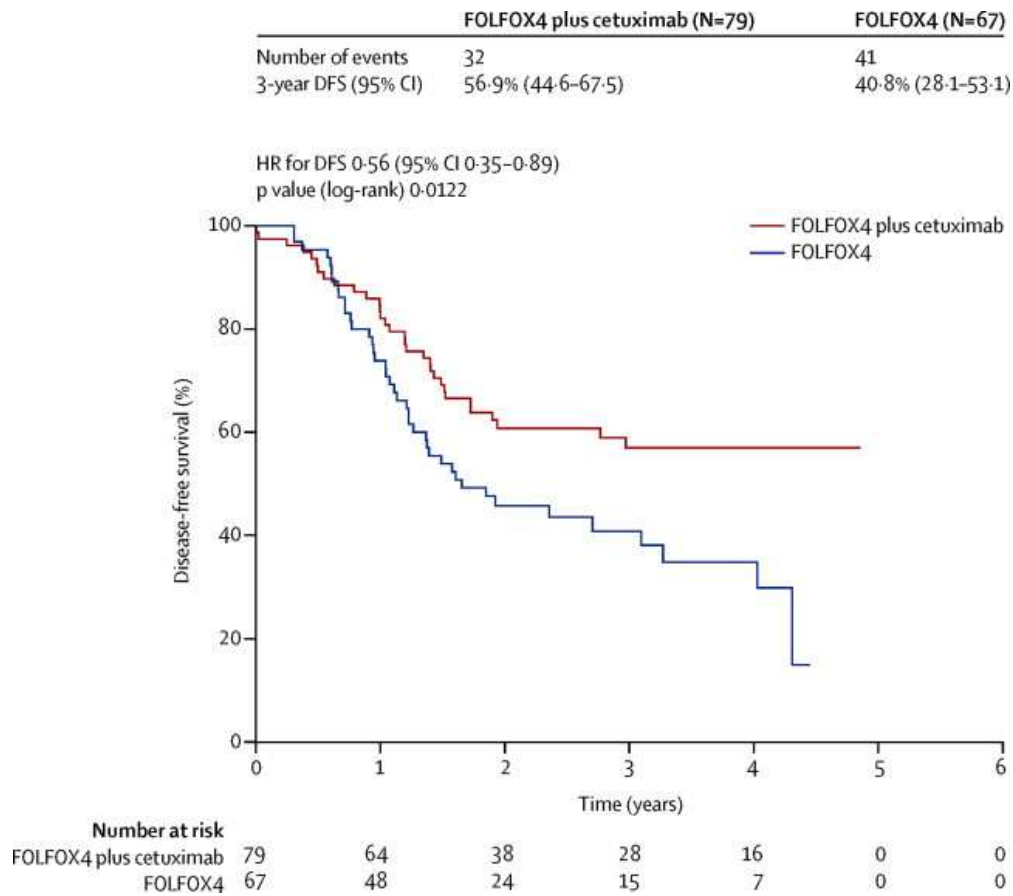 FOLFOX4 plus cetuximab (N=79) FOLFOX4 (N=67)
Number of events 32 41
3-year DFS (95% CI) 56·9% (44·6–67·5) 40·8% (28·1–53·1)
HR for DFS 0·56 (95% CI 0·35–0·89)
p value (log-rank) 0·0122
FOLFOX4 plus cetuximab
FOLFOX4
Disease-free survival (%)
100
80
60
40
20
0
0 1 2 3 4 5 6
Time (years)
Number at risk
FOLFOX4 plus cetuximab 79 64 38 28 16 0 0
FOLFOX4 67 48 24 15 7 0 0